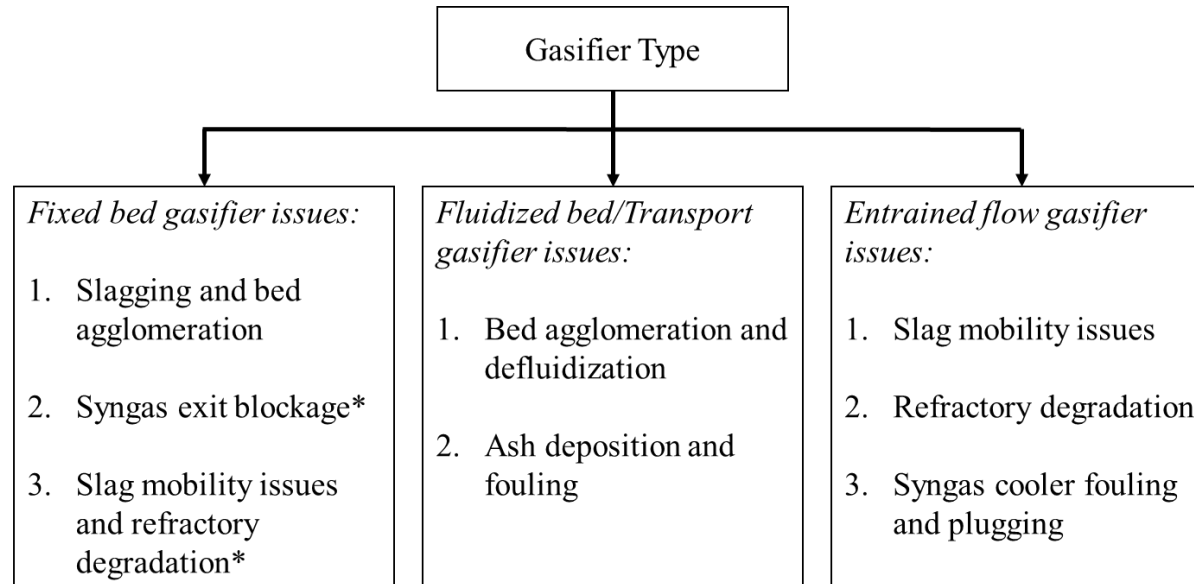 Gasifier Type
Fixed bed gasifier issues:
1. Slagging and bed
agglomeration
2. Syngas exit blockage*
3. Slag mobility issues
and refractory
degradation*
Fluidized bed/Transport
gasifier issues:
1. Bed agglomeration and
defluidization
2. Ash deposition and
fouling
Entrained flow gasifier
issues:
1. Slag mobility issues
2. Refractory degradation
3. Syngas cooler fouling
and plugging